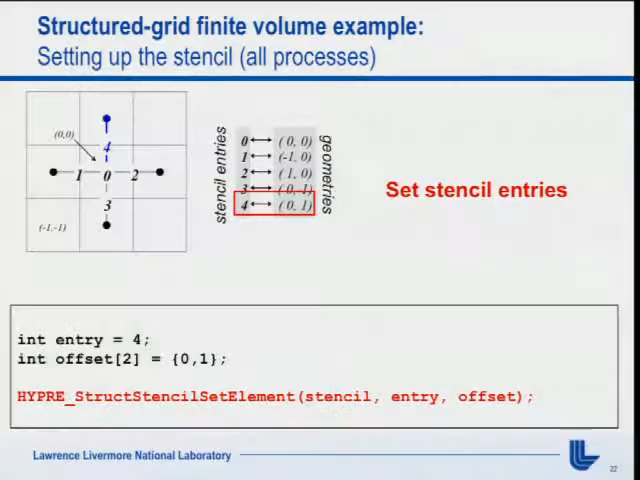 Structured-grid finite volume example:
Setting up the stencil (all processes)
(0,0)
4
1 0 2
3
(-1,-1)
stencil entries
0 ↔ ( 0, 0)
1 ↔ (-1, 0)
2 ↔ ( 1, 0)
3 ↔ ( 0,-1)
4 ↔ ( 0, 1)
geometries
Set stencil entries
int entry = 4;
int offset[2] = {0,1};
HYPRE_StructStencilSetElement(stencil, entry, offset);
Lawrence Livermore National Laboratory
22